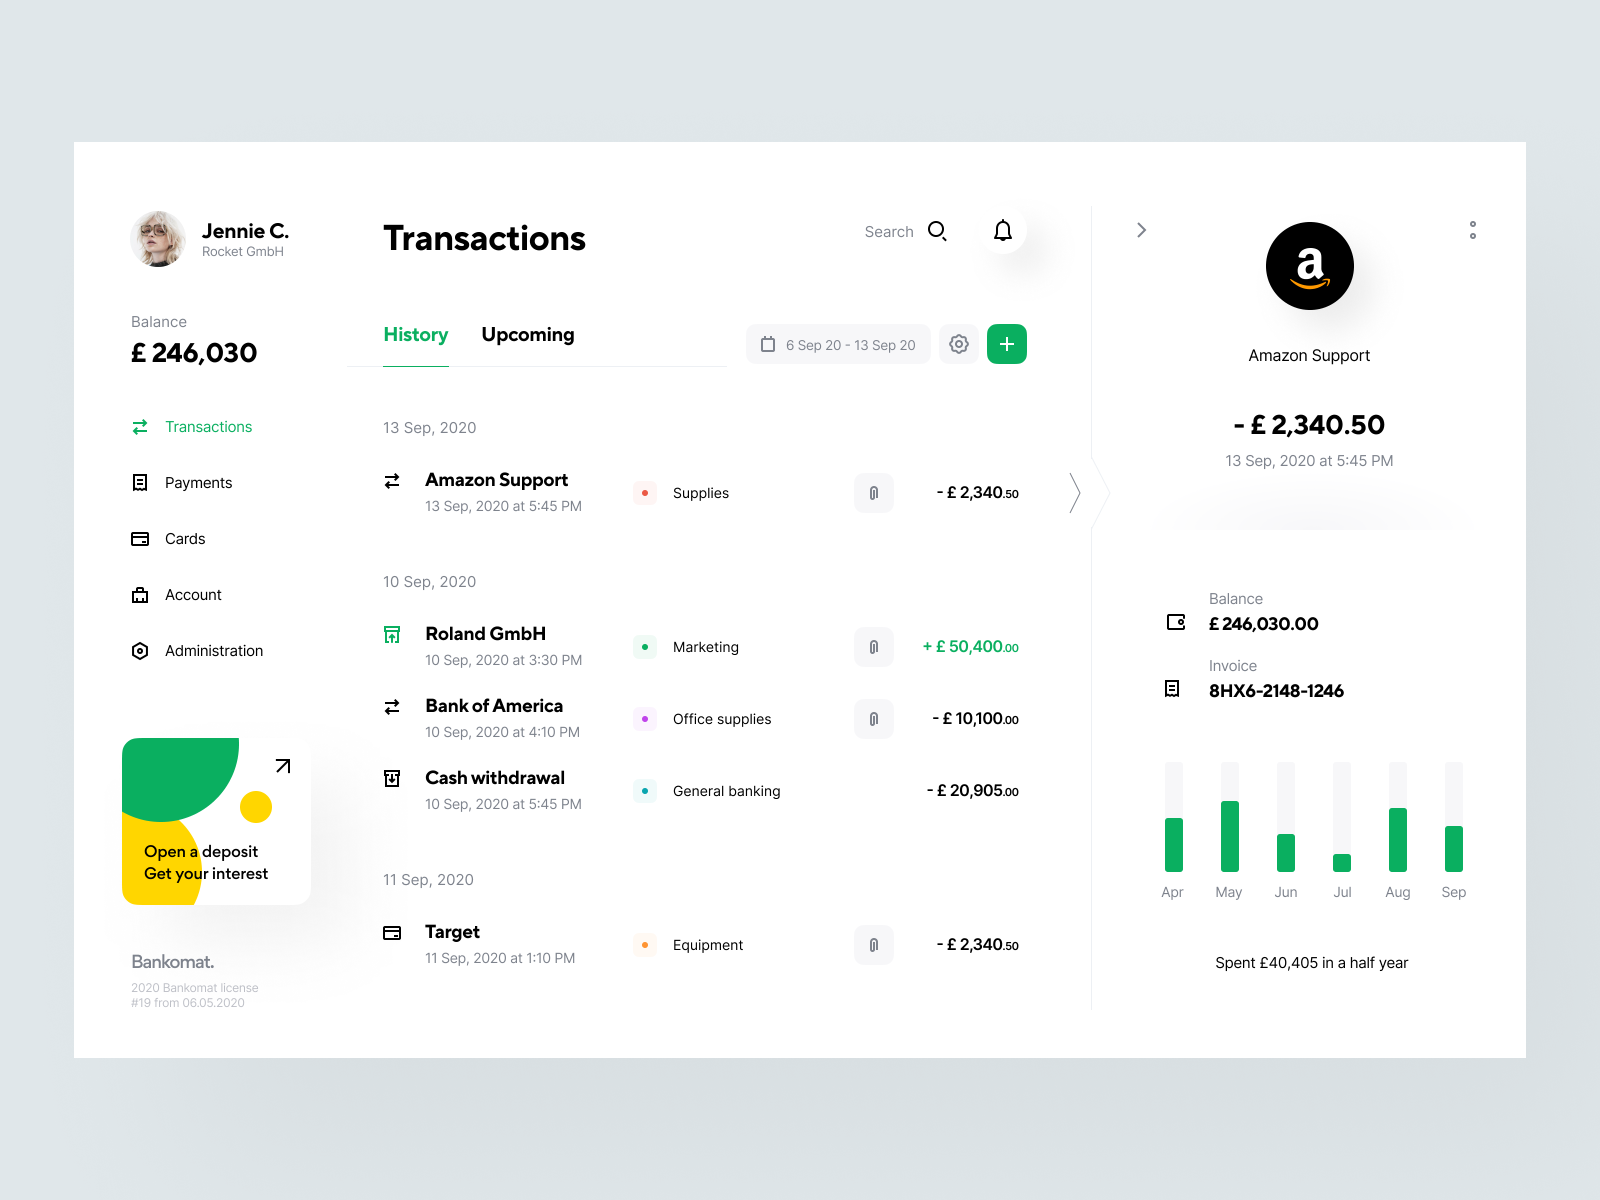 Jennie C.
Rocket GmbH
Balance
£ 246,030
Transactions
Payments
Cards
Account
Administration
Open a deposit
Get your interest
Bankomat.
2020 Bankomat license
#19 from 06.05.2020
Transactions
Search
History
Upcoming
6 Sep 20 - 13 Sep 20
13 Sep, 2020
Amazon Support
13 Sep, 2020 at 5:45 PM
Supplies
- £ 2,340.50
10 Sep, 2020
Roland GmbH
10 Sep, 2020 at 3:30 PM
Marketing
+ £ 50,400.00
Bank of America
10 Sep, 2020 at 4:10 PM
Office supplies
- £ 10,100.00
Cash withdrawal
10 Sep, 2020 at 5:45 PM
General banking
- £ 20,905.00
11 Sep, 2020
Target
11 Sep, 2020 at 1:10 PM
Equipment
- £ 2,340.50
a
Amazon Support
- £ 2,340.50
13 Sep, 2020 at 5:45 PM
Balance
£ 246,030.00
Invoice
8HX6-2148-1246
Apr May Jun Jul Aug Sep
Spent £40,405 in a half year